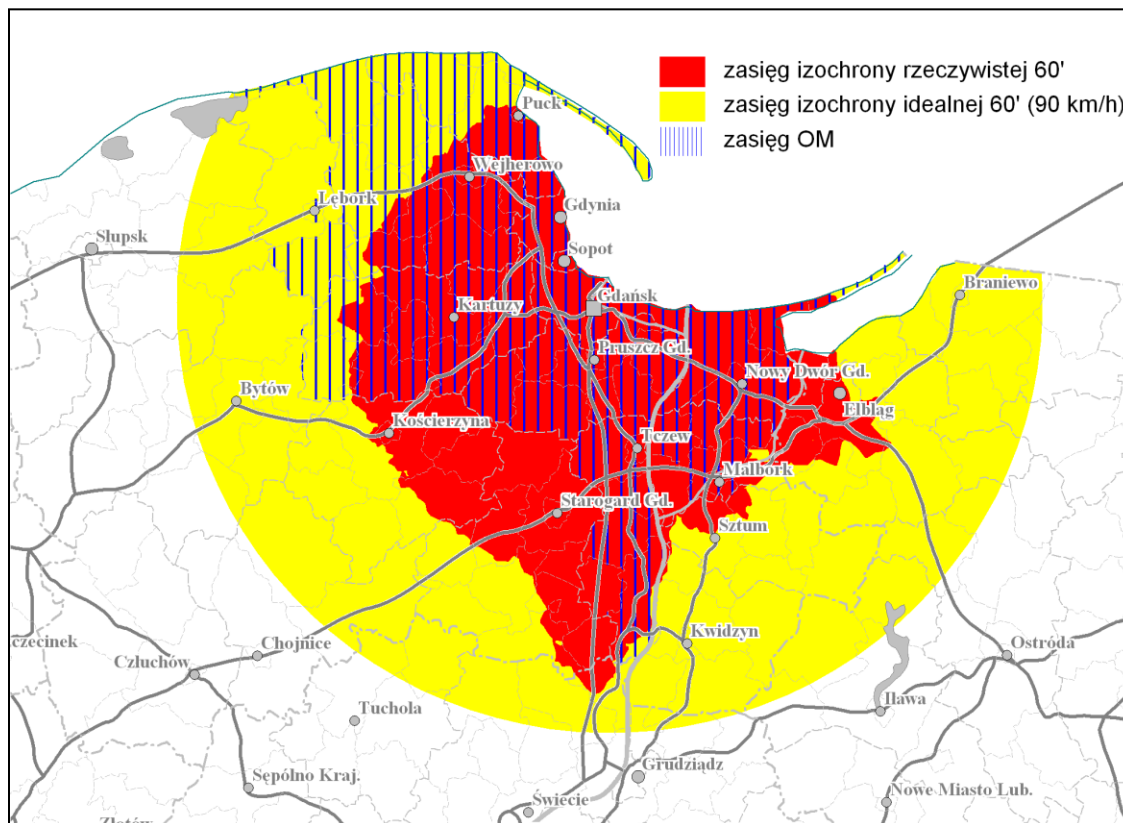 zasięg izochrony rzeczywistej 60'
zasięg izochrony idealnej 60' (90 km/h)
zasięg OM
Puck
Wejherowo
Lębork
Gdynia
Słupsk
Sopot
Braniewo
Gdańsk
Kartuzy
Pruszcz Gd.
Nowy Dwór Gd.
Bytów
Elbląg
Kościerzyna
Tczew
Malbork
Starogard Gd.
Sztum
Kwidzyn
Chojnice
Ostróda
czecinek
Człuchów
Iława
Tuchola
Grudziądz
Sępólno Kraj.
Świecie
Nowe Miasto Lub.
Złotów